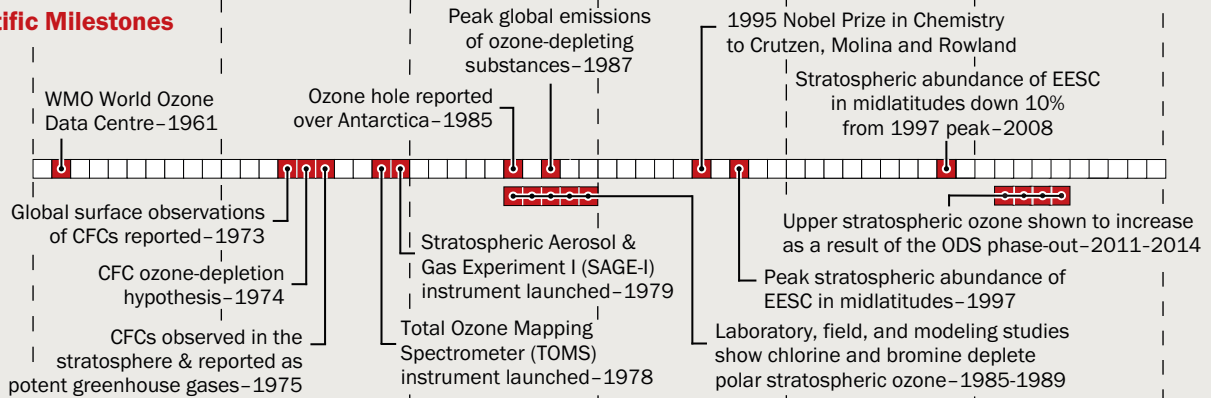 tific Milestones
WMO World Ozone
Data Centre–1961
Ozone hole reported
over Antarctica–1985
Peak global emissions
of ozone-depleting
substances–1987
1995 Nobel Prize in Chemistry
to Crutzen, Molina and Rowland
Stratospheric abundance of EESC
in midlatitudes down 10%
from 1997 peak–2008
Global surface observations
of CFCs reported–1973
CFC ozone-depletion
hypothesis–1974
CFCs observed in the
stratosphere & reported as
potent greenhouse gases–1975
Stratospheric Aerosol &
Gas Experiment I (SAGE-I)
instrument launched–1979
Total Ozone Mapping
Spectrometer (TOMS)
instrument launched–1978
Upper stratospheric ozone shown to increase
as a result of the ODS phase-out–2011-2014
Peak stratospheric abundance of
EESC in midlatitudes–1997
Laboratory, field, and modeling studies
show chlorine and bromine deplete
polar stratospheric ozone–1985-1989